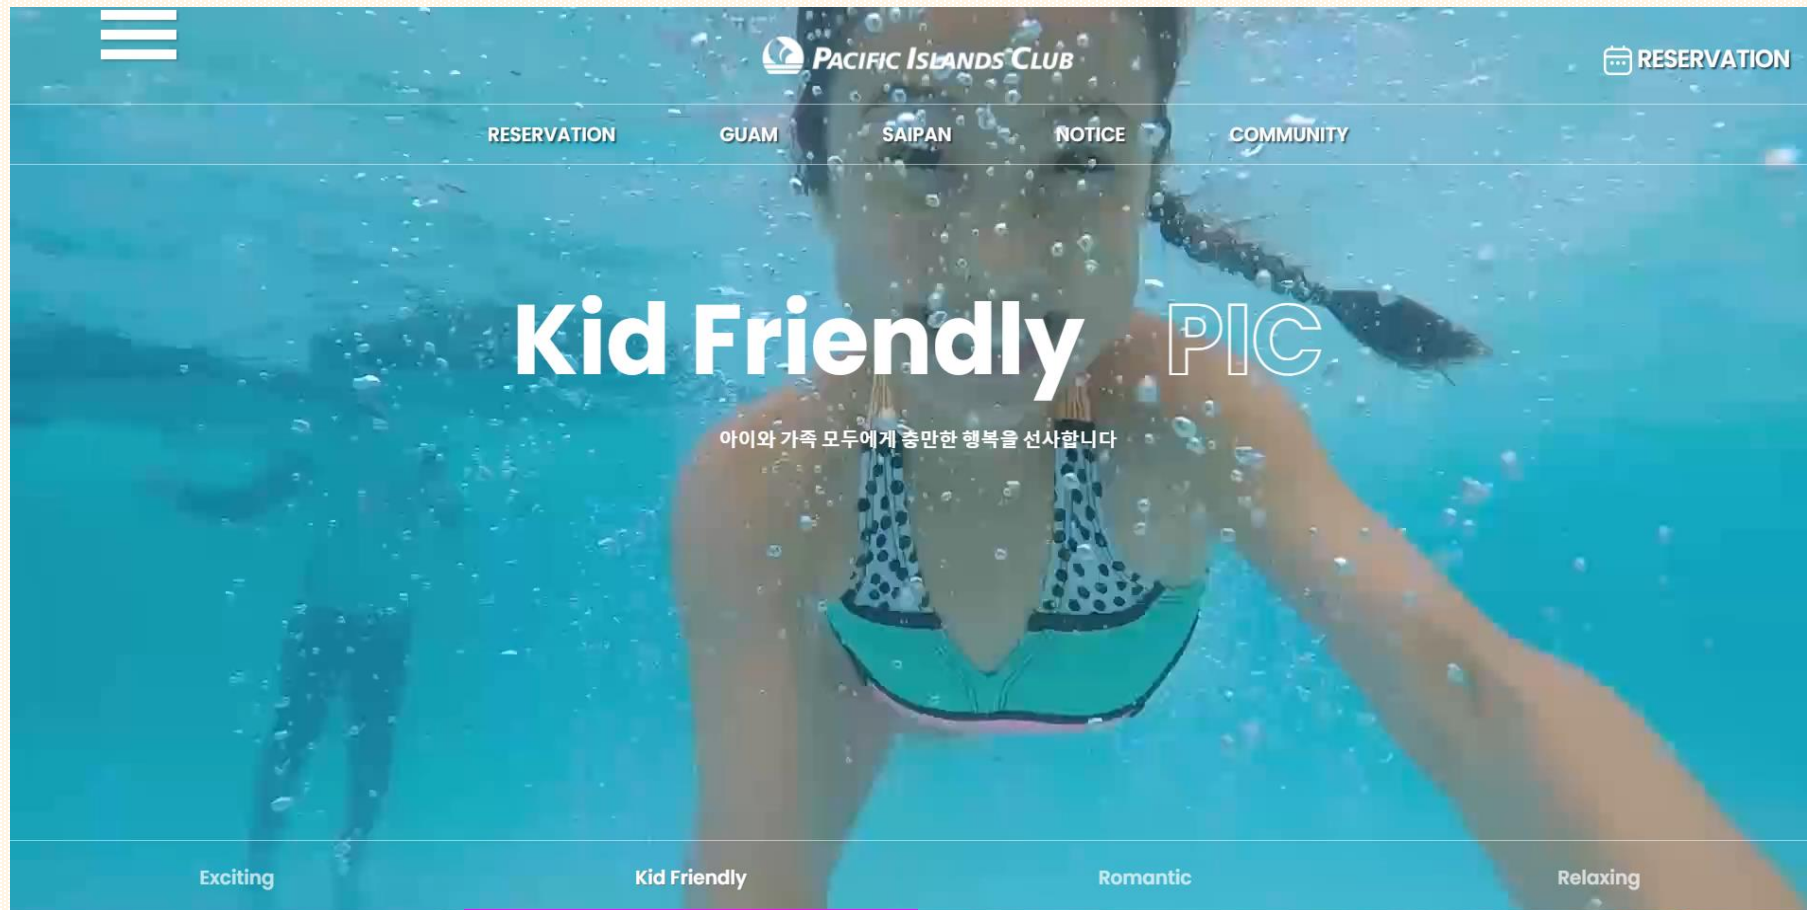 PACIFIC ISLANDS CLUB
RESERVATION
RESERVATION GUAM SAIPAN NOTICE COMMUNITY
Kid Friendly PIC
아이와 가족 모두에게 충만한 행복을 선사합니다
Exciting Kid Friendly Romantic Relaxing